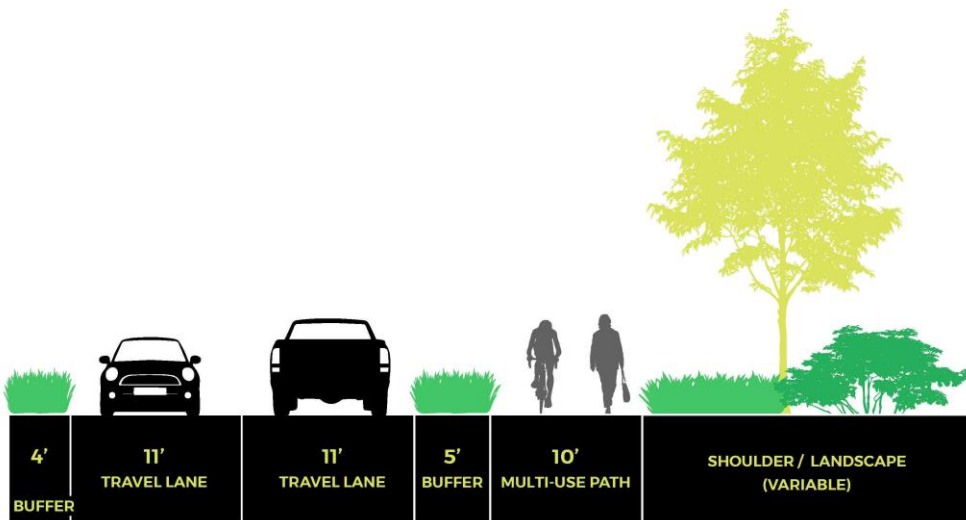 4'
BUFFER
11'
TRAVEL LANE
11'
TRAVEL LANE
5'
BUFFER
10'
MULTI-USE PATH
SHOULDER / LANDSCAPE
(VARIABLE)